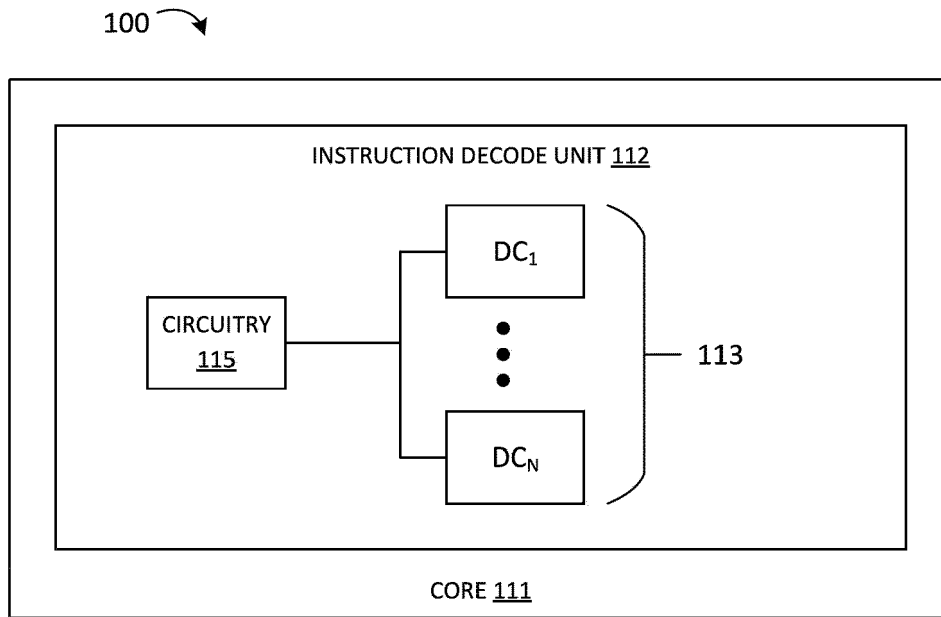 100
INSTRUCTION DECODE UNIT 112
DC₁
CIRCUITRY
115
113
DCₙ
CORE 111